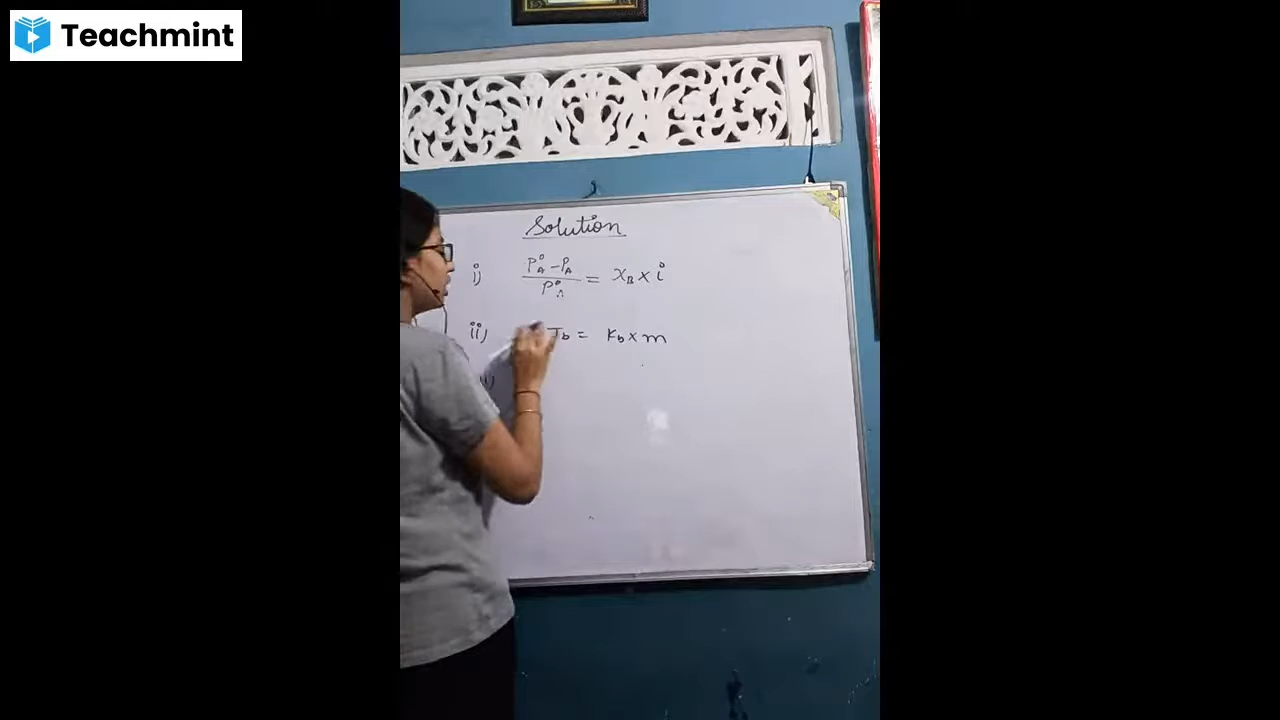 Teachmint
Solution
i) P°A - PA / P°A = XB × i
ii) Tb = Kb × m